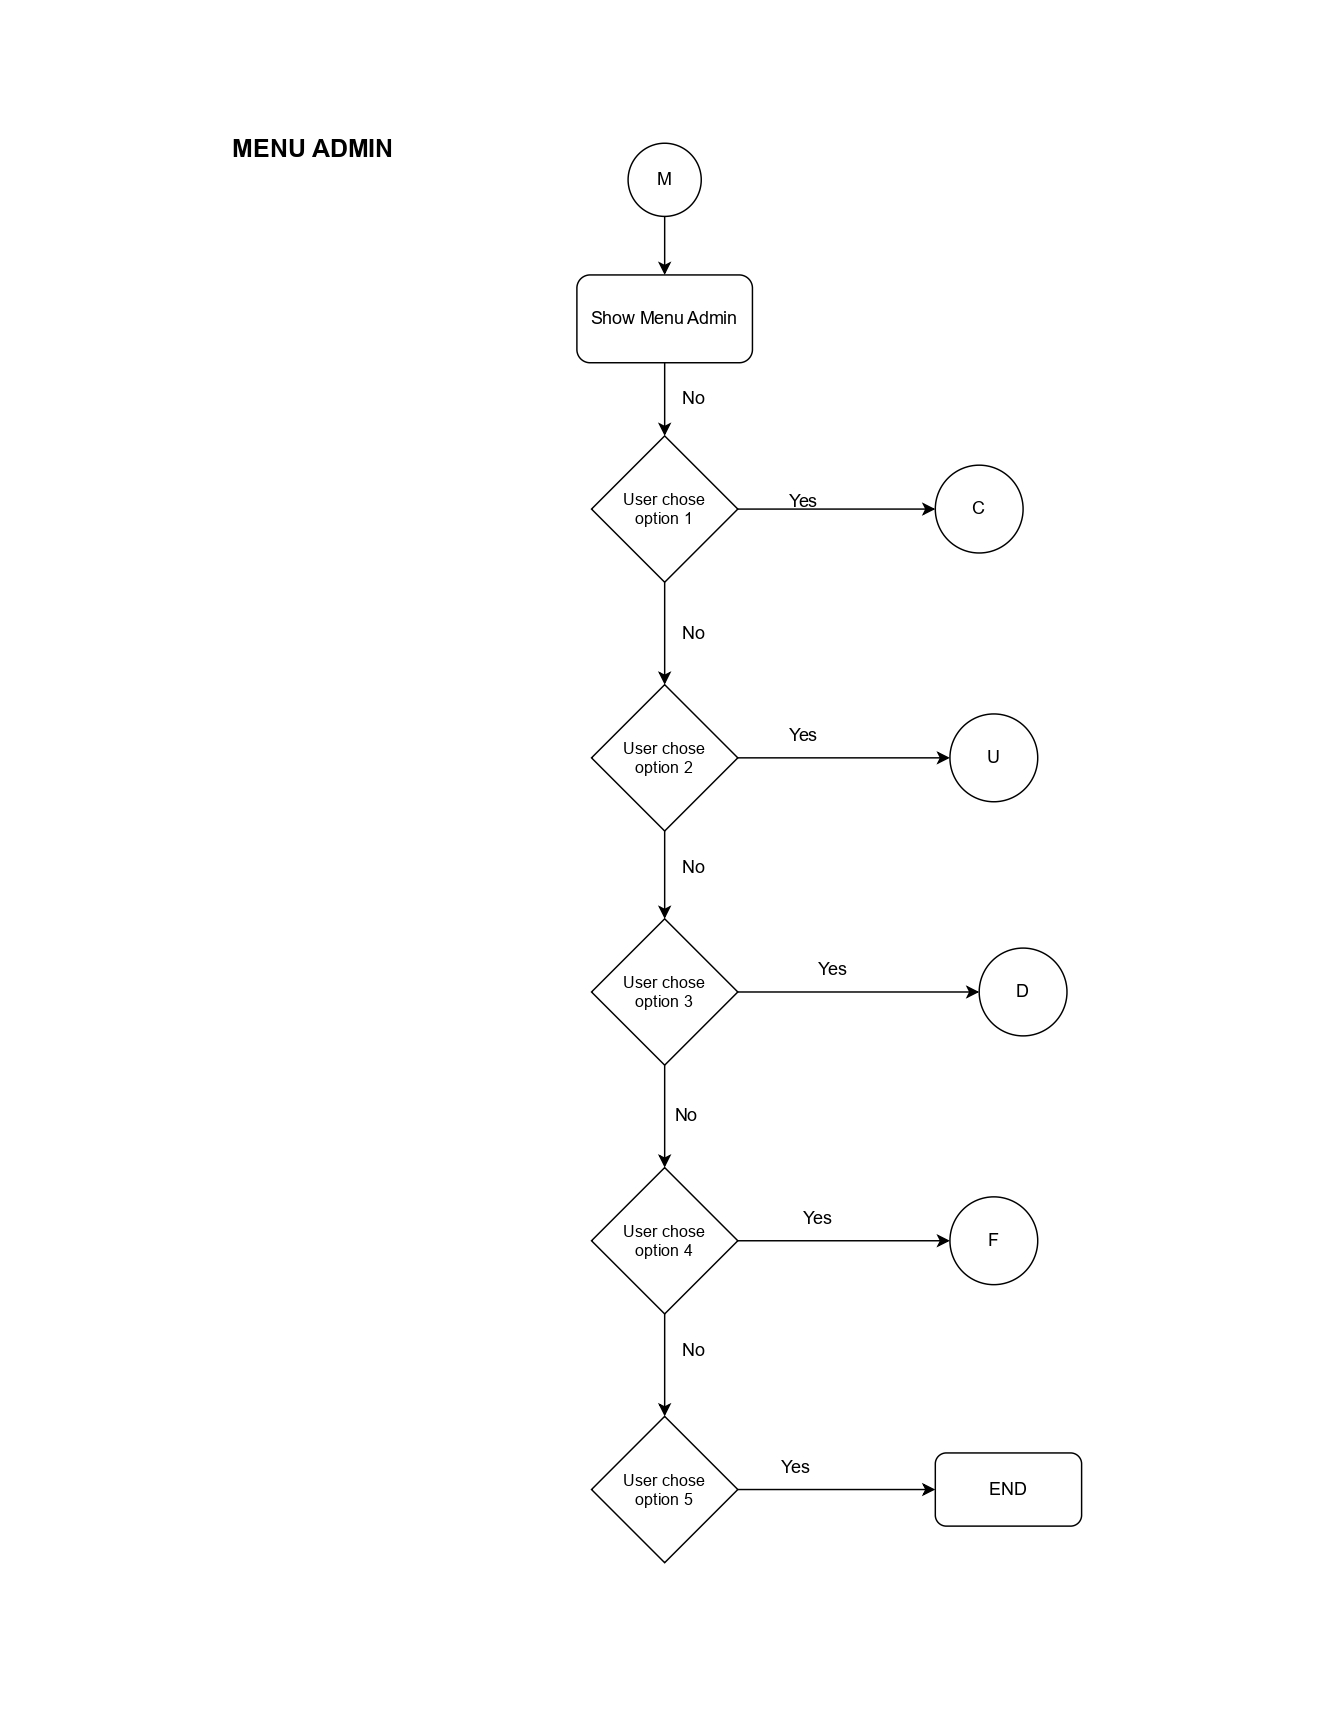 MENU ADMIN
M
Show Menu Admin
No
User chose
option 1
Yes
C
No
User chose
option 2
Yes
U
No
User chose
option 3
Yes
D
No
User chose
option 4
Yes
F
No
User chose
option 5
Yes
END